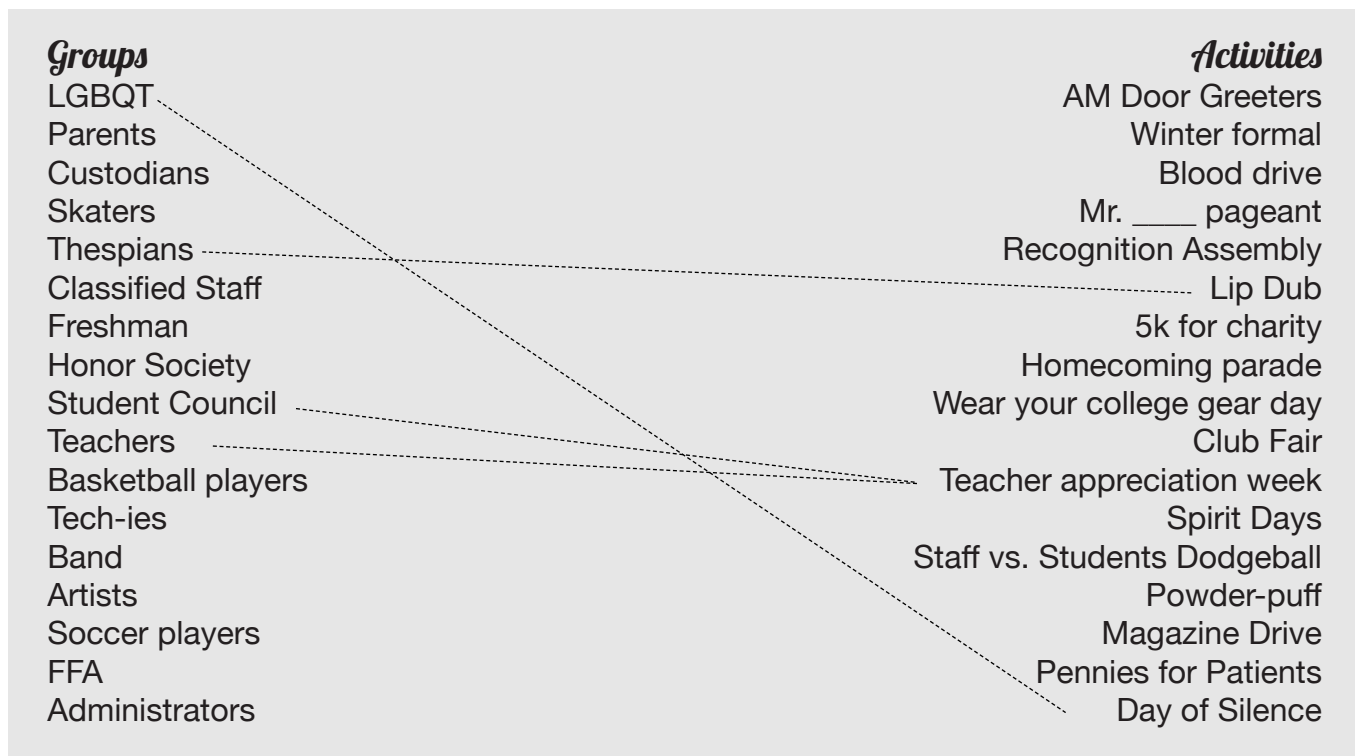 Groups
LGBQT
Parents
Custodians
Skaters
Thespians
Classified Staff
Freshman
Honor Society
Student Council
Teachers
Basketball players
Tech-ies
Band
Artists
Soccer players
FFA
Administrators
Activities
AM Door Greeters
Winter formal
Blood drive
Mr. ____ pageant
Recognition Assembly
Lip Dub
5k for charity
Homecoming parade
Wear your college gear day
Club Fair
Teacher appreciation week
Spirit Days
Staff vs. Students Dodgeball
Powder-puff
Magazine Drive
Pennies for Patients
Day of Silence